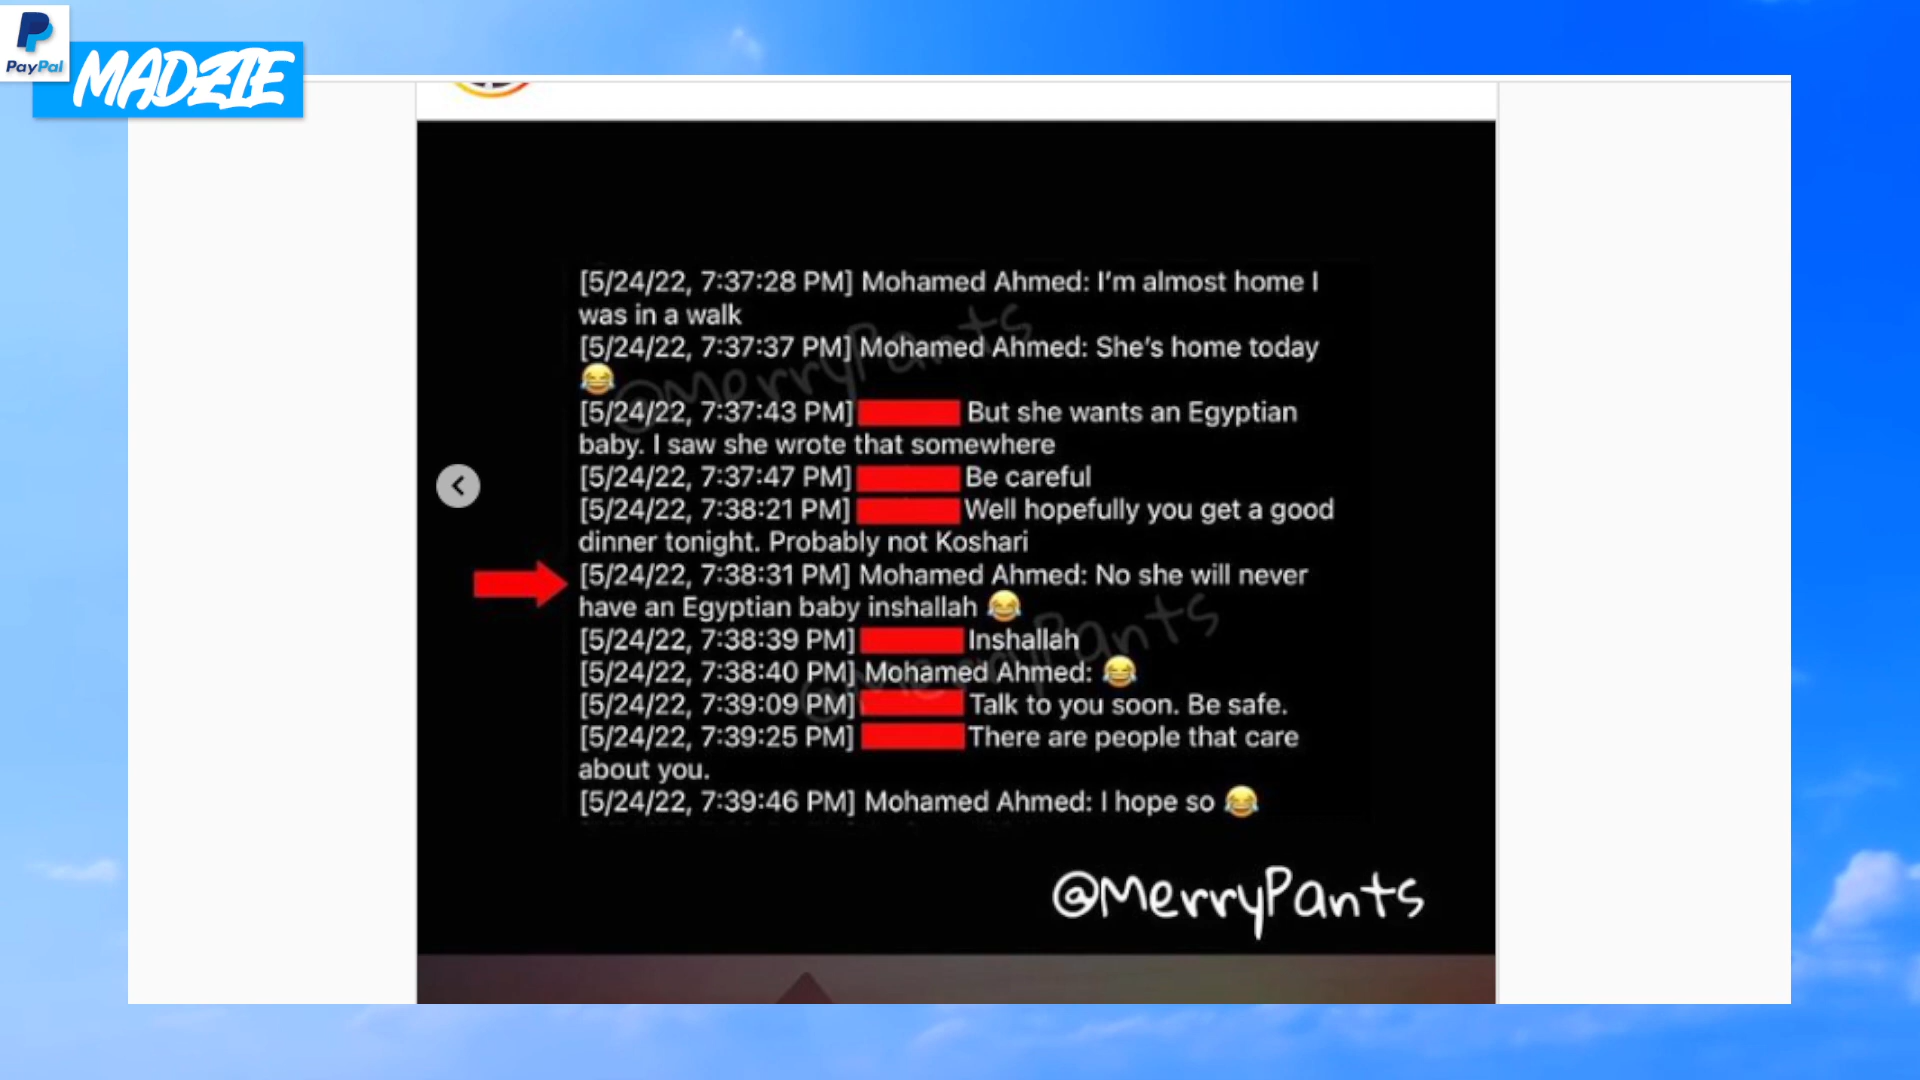 PayPal
MADZIE
[5/24/22, 7:37:28 PM] Mohamed Ahmed: I'm almost home I
was in a walk
[5/24/22, 7:37:37 PM] Mohamed Ahmed: She's home today
😂
[5/24/22, 7:37:43 PM] But she wants an Egyptian
baby. I saw she wrote that somewhere
[5/24/22, 7:37:47 PM] Be careful
[5/24/22, 7:38:21 PM] Well hopefully you get a good
dinner tonight. Probably not Koshari
[5/24/22, 7:38:31 PM] Mohamed Ahmed: No she will never
have an Egyptian baby inshallah 😂
[5/24/22, 7:38:39 PM] Inshallah
[5/24/22, 7:38:40 PM] Mohamed Ahmed: 😂
[5/24/22, 7:39:09 PM] Talk to you soon. Be safe.
[5/24/22, 7:39:25 PM] There are people that care
about you.
[5/24/22, 7:39:46 PM] Mohamed Ahmed: I hope so 😂
@MerryPants
@MerryPants
@MerryPants